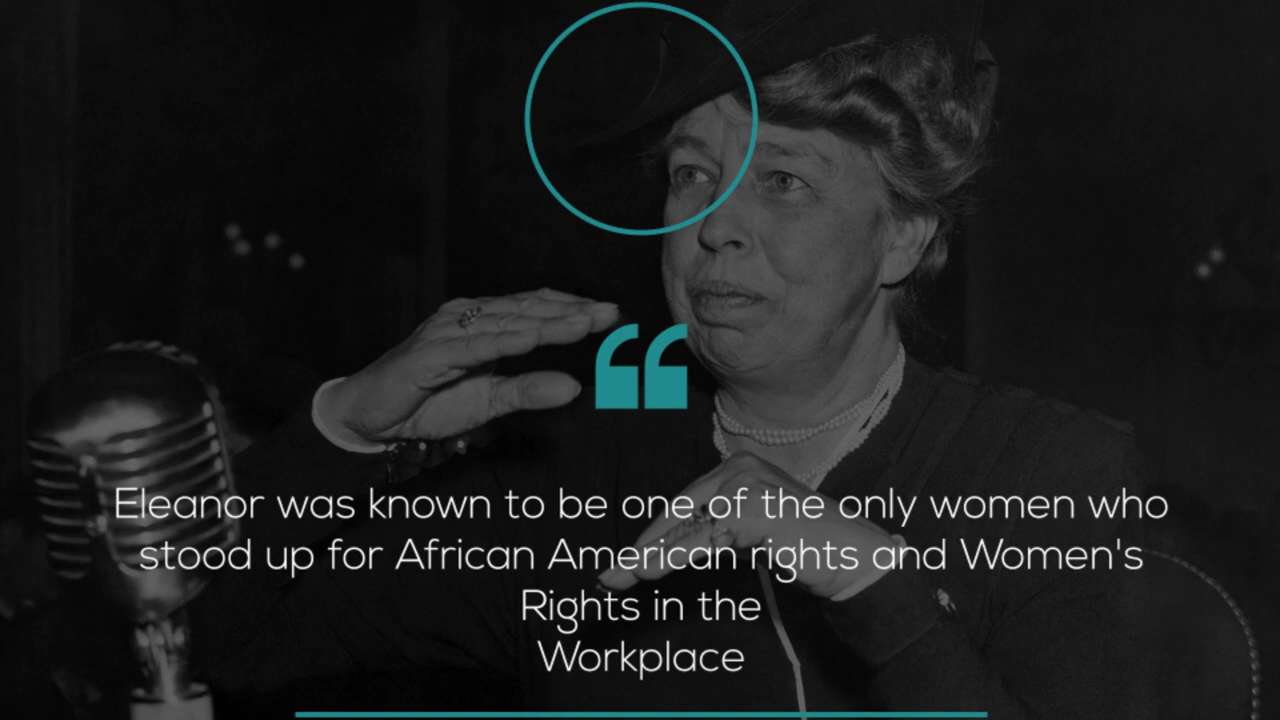 Eleanor was known to be one of the only women who
stood up for African American rights and Women's
Rights in the
Workplace